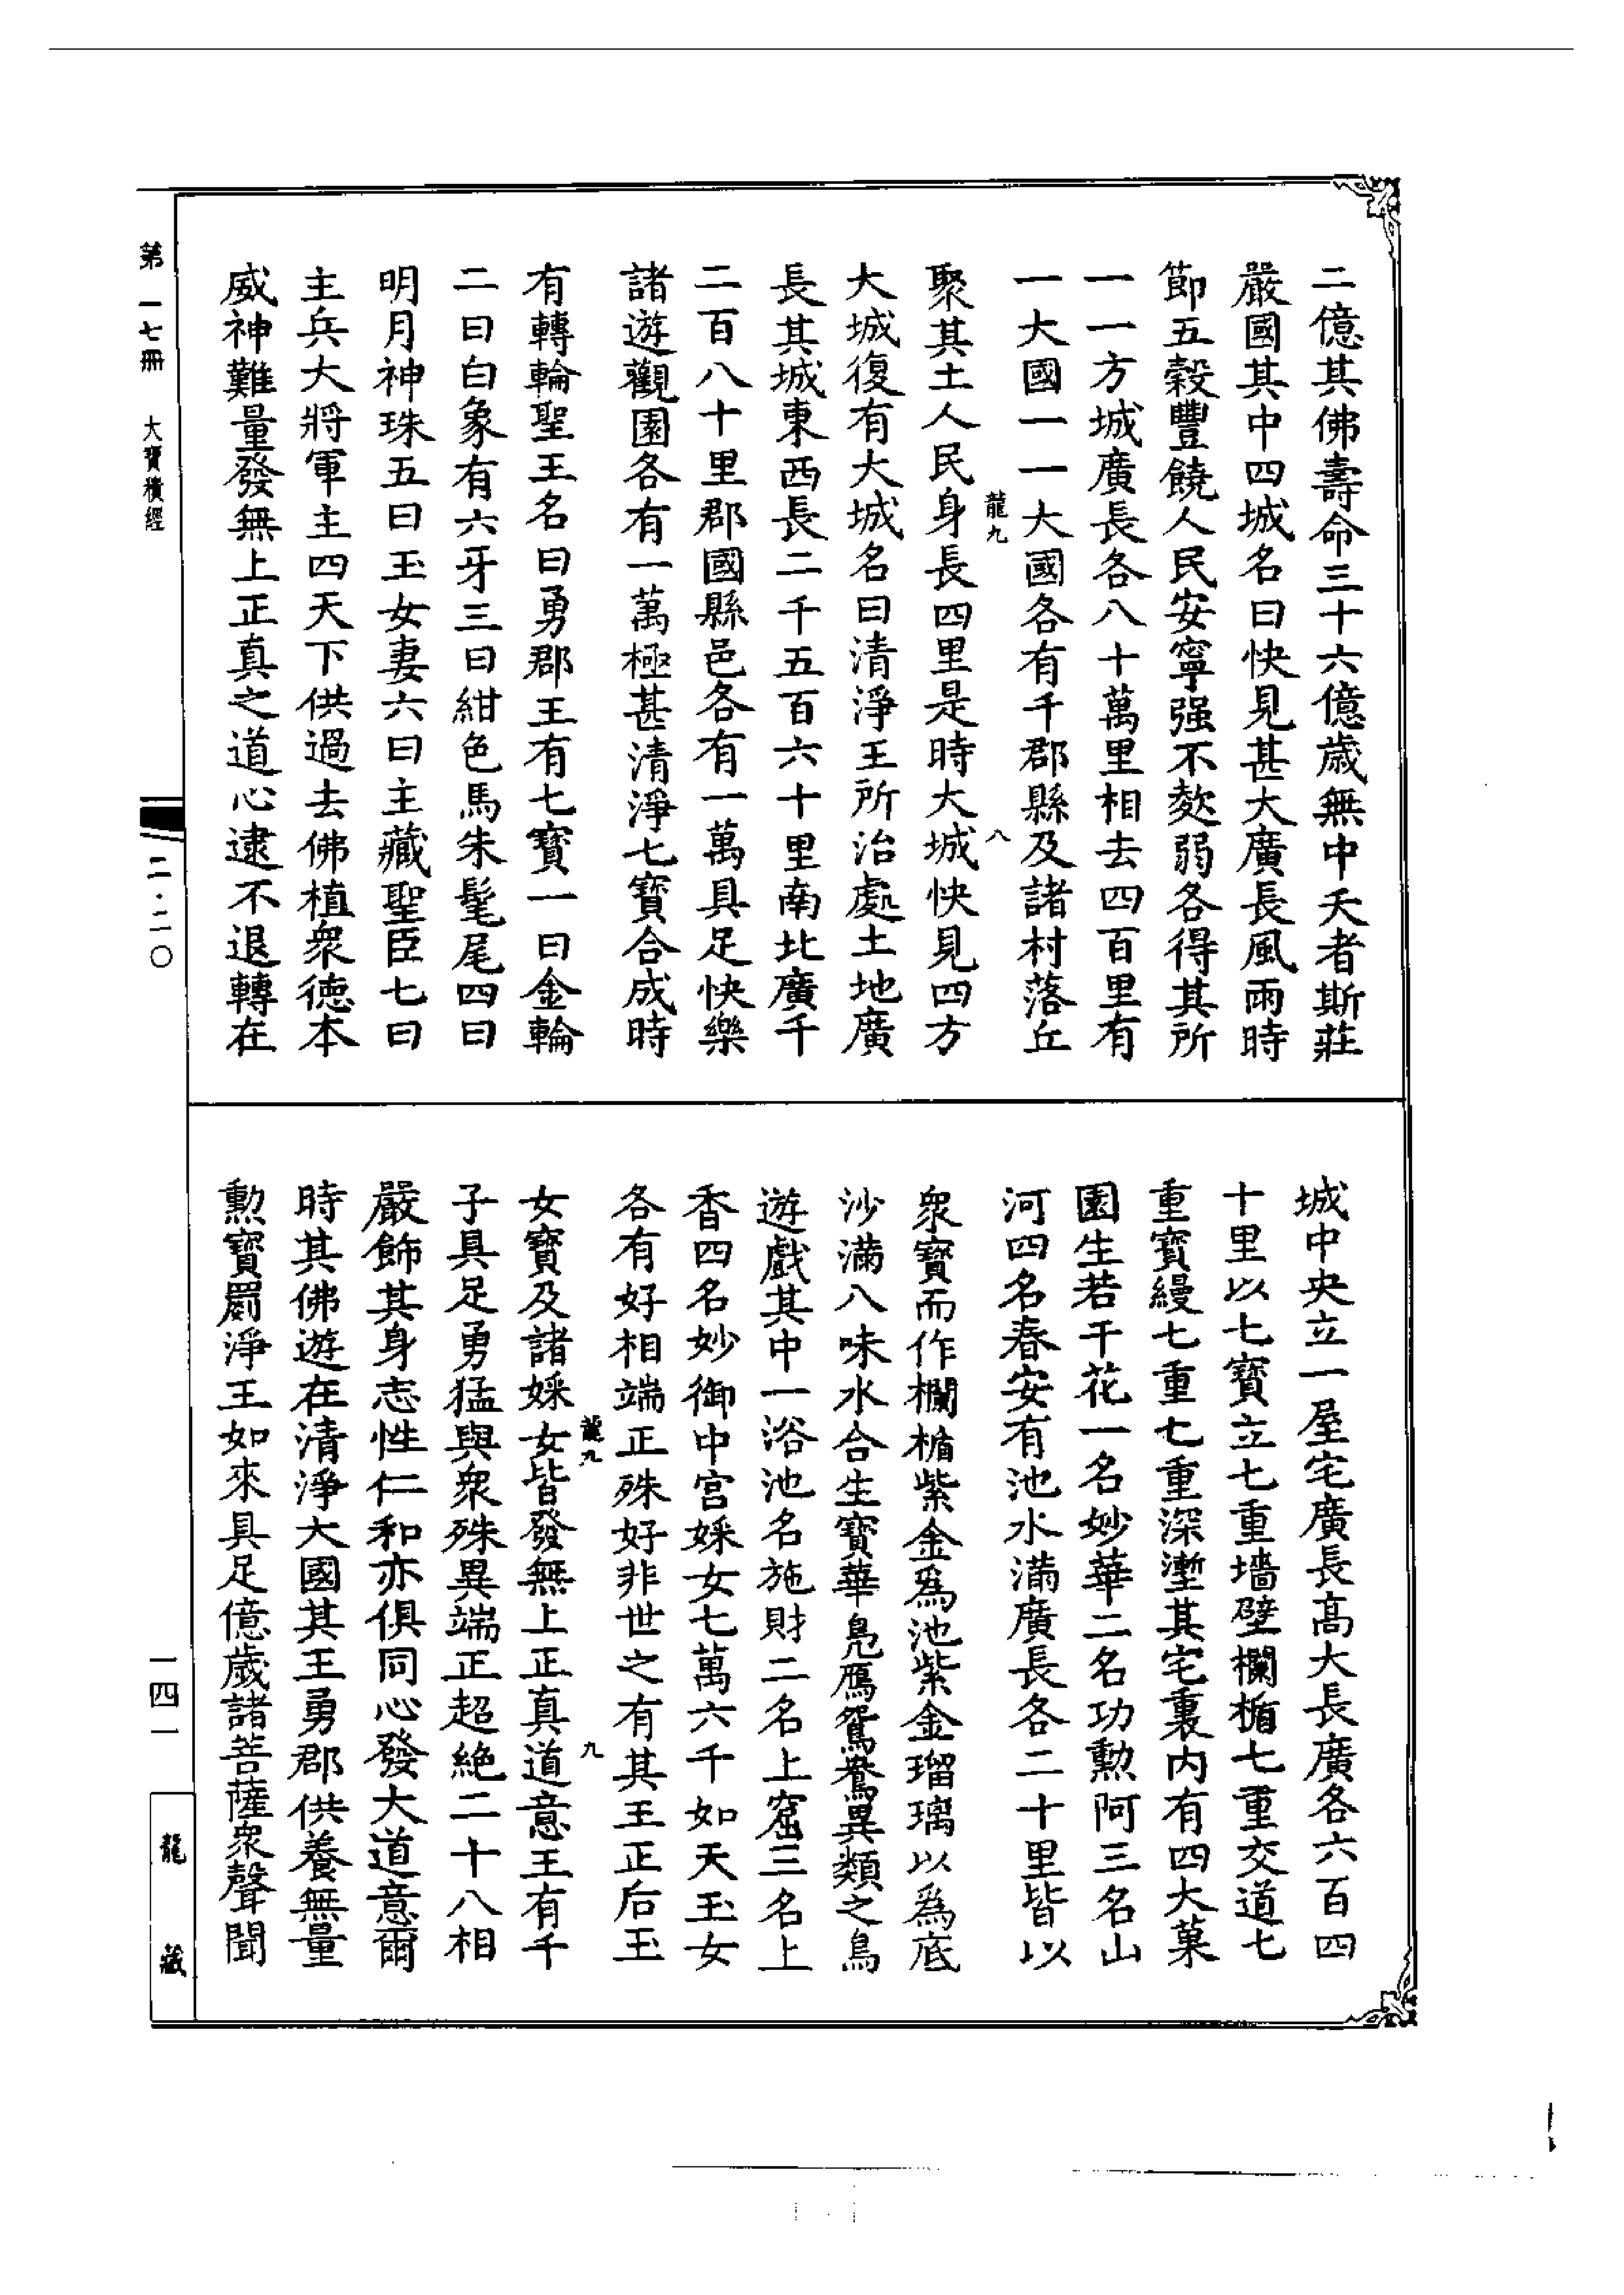 二億其佛壽命三十六億歲無中夭者斯莊
嚴國其中四城名曰快見甚大廣長風雨時
節五穀豐饒人民安寧强不欺弱各得其所
一一方城廣長各八十萬里相去四百里有
一大國一一大國各有千郡縣及諸村落丘
龍九
八
聚其土人民身長四里是時大城快見四方
大城復有大城名曰清淨王所治處土地廣
長其城東西長二千五百六十里南北廣千
二百八十里郡國縣邑各有一萬具足快樂
諸遊觀園各有一萬極甚清淨七寶合成時
有轉輪聖王名曰勇郡王有七寶一曰金輪
二曰白象有六牙三曰紺色馬朱髦尾四曰
明月神珠五曰玉女妻六曰主藏聖臣七曰
主兵大將軍主四天下供過去佛植衆德本
威神難量發無上正真之道心逮不退轉在
城中央立一屋宅廣長高大長廣各六百四
十里以七寶立七重墻壁欄楯七重交道七
重寶縵七重七重深塹其宅裏内有四大菓
園生若干花一名妙華二名功勲阿三名山
河四名春安有池水滿廣長各二十里皆以
衆寶而作欄楯紫金爲池紫金瑠璃以爲底
沙滿八味水合生寶華鳧鴈鴛鴦異類之鳥
遊戲其中一浴池名施財二名上窟三名上
香四名妙御中宮婇女七萬六千如天玉女
各有好相端正殊好非世之有其王正后玉
龍九
九
女寶及諸婇女皆發無上正真道意王有千
子具足勇猛與衆殊異端正超絶二十八相
嚴飾其身志性仁和亦俱同心發大道意爾
時其佛遊在清淨大國其王勇郡供養無量
勲寶罽淨王如來具足億歲諸菩薩衆聲聞
第一七冊 大寶積經
二·二〇
一四一
龍藏